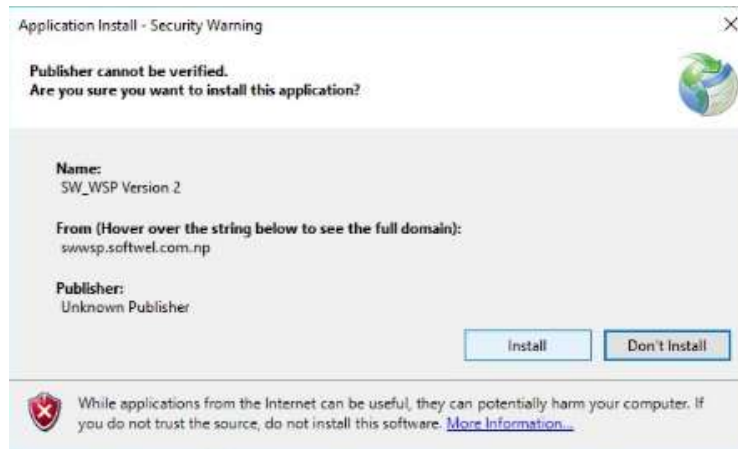 Application Install - Security Warning
Publisher cannot be verified.
Are you sure you want to install this application?
Name:
SW_WSP Version 2
From (Hover over the string below to see the full domain):
swwsp.softwel.com.np
Publisher:
Unknown Publisher
Install Don't Install
While applications from the Internet can be useful, they can potentially harm your computer. If
you do not trust the source, do not install this software. More Information...